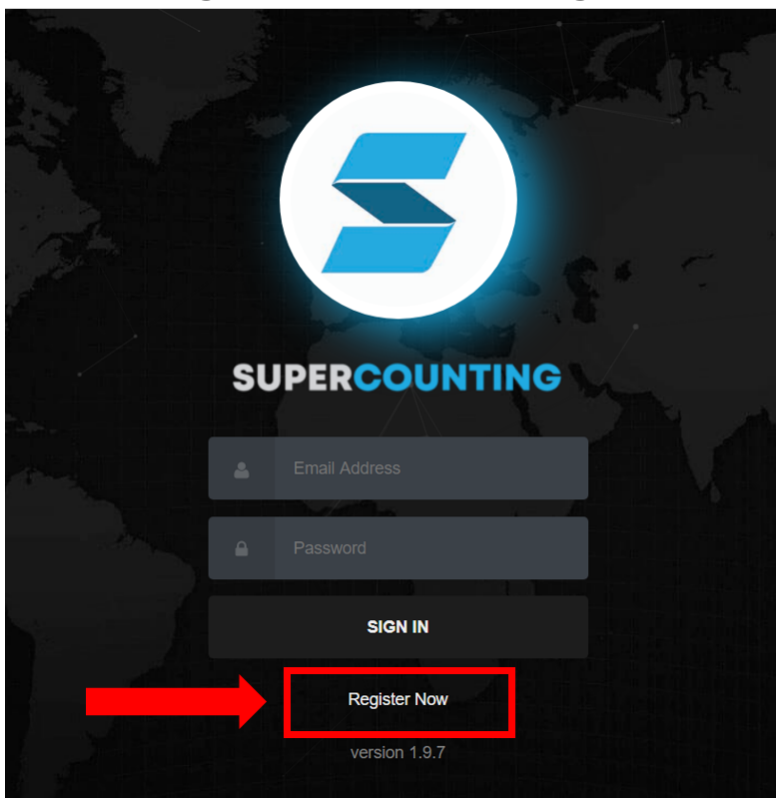 SUPERCOUNTING
Email Address
Password
SIGN IN
Register Now
version 1.9.7